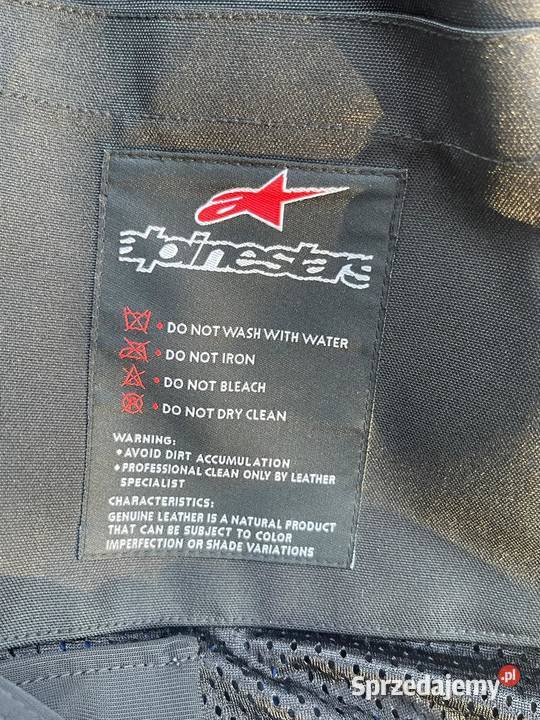 alpinestars
• DO NOT WASH WITH WATER
• DO NOT IRON
• DO NOT BLEACH
• DO NOT DRY CLEAN
WARNING:
• AVOID DIRT ACCUMULATION
• PROFESSIONAL CLEAN ONLY BY LEATHER
SPECIALIST
CHARACTERISTICS:
GENUINE LEATHER IS A NATURAL PRODUCT
THAT CAN BE SUBJECT TO COLOR
IMPERFECTION OR SHADE VARIATIONS
Sprzedajemy.pl